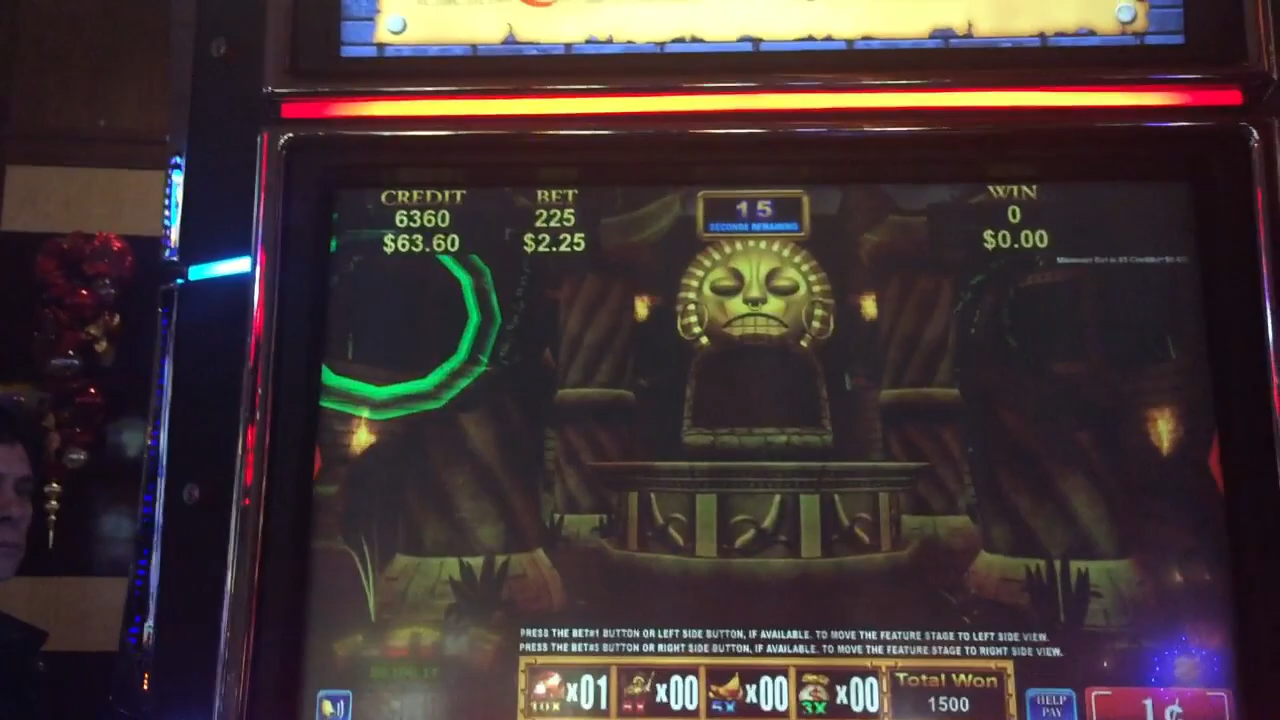 CREDIT
6360
$63.60
BET
225
$2.25
15
SECONDS REMAINING
WIN
0
$0.00
PRESS THE BET#1 BUTTON OR LEFT SIDE BUTTON, IF AVAILABLE. TO MOVE THE FEATURE STAGE TO LEFT SIDE VIEW.
PRESS THE BET#5 BUTTON OR RIGHT SIDE BUTTON, IF AVAILABLE. TO MOVE THE FEATURE STAGE TO RIGHT SIDE VIEW.
10X X01
X00
5X X00
3X X00
Total Won
1500
HELP
PAY
1¢